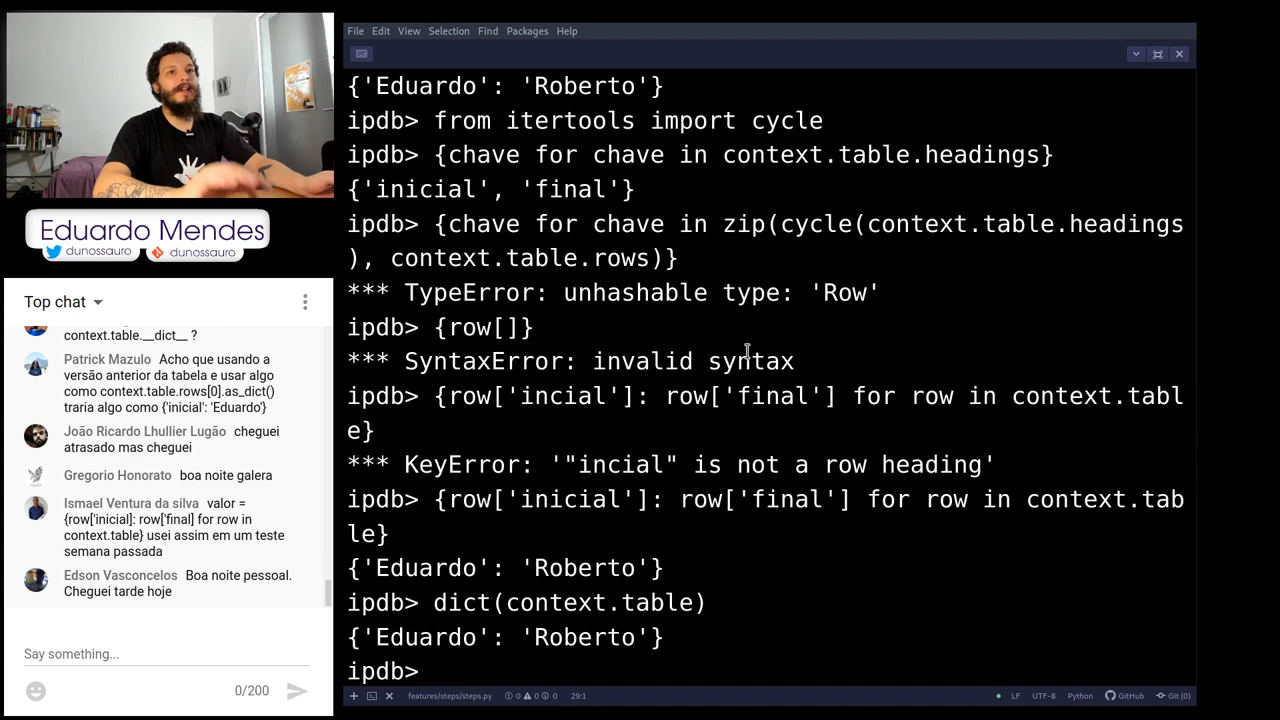 Eduardo Mendes
dunossauro dunossauro
Top chat
context.table.__dict__ ?
Patrick Mazulo Acho que usando a
versão anterior da tabela e usar algo
como context.table.rows[0].as_dict()
traria algo como {'inicial': 'Eduardo'}
João Ricardo Lhullier Lugão cheguei
atrasado mas cheguei
Gregorio Honorato boa noite galera
Ismael Ventura da silva valor =
{row['inicial]: row['final] for row in
context.table} usei assim em um teste
semana passada
Edson Vasconcelos Boa noite pessoal.
Cheguei tarde hoje
Say something...
0/200
File Edit View Selection Find Packages Help
{'Eduardo': 'Roberto'}
ipdb> from itertools import cycle
ipdb> {chave for chave in context.table.headings}
{'inicial', 'final'}
ipdb> {chave for chave in zip(cycle(context.table.headings
), context.table.rows)}
*** TypeError: unhashable type: 'Row'
ipdb> {row[]}
*** SyntaxError: invalid syntax
ipdb> {row['incial']: row['final'] for row in context.tabl
e}
*** KeyError: '"incial" is not a row heading'
ipdb> {row['inicial']: row['final'] for row in context.tab
le}
{'Eduardo': 'Roberto'}
ipdb> dict(context.table)
{'Eduardo': 'Roberto'}
ipdb>
features/steps/steps.py 0 0 0 29:1 LF UTF-8 Python GitHub Git (0)